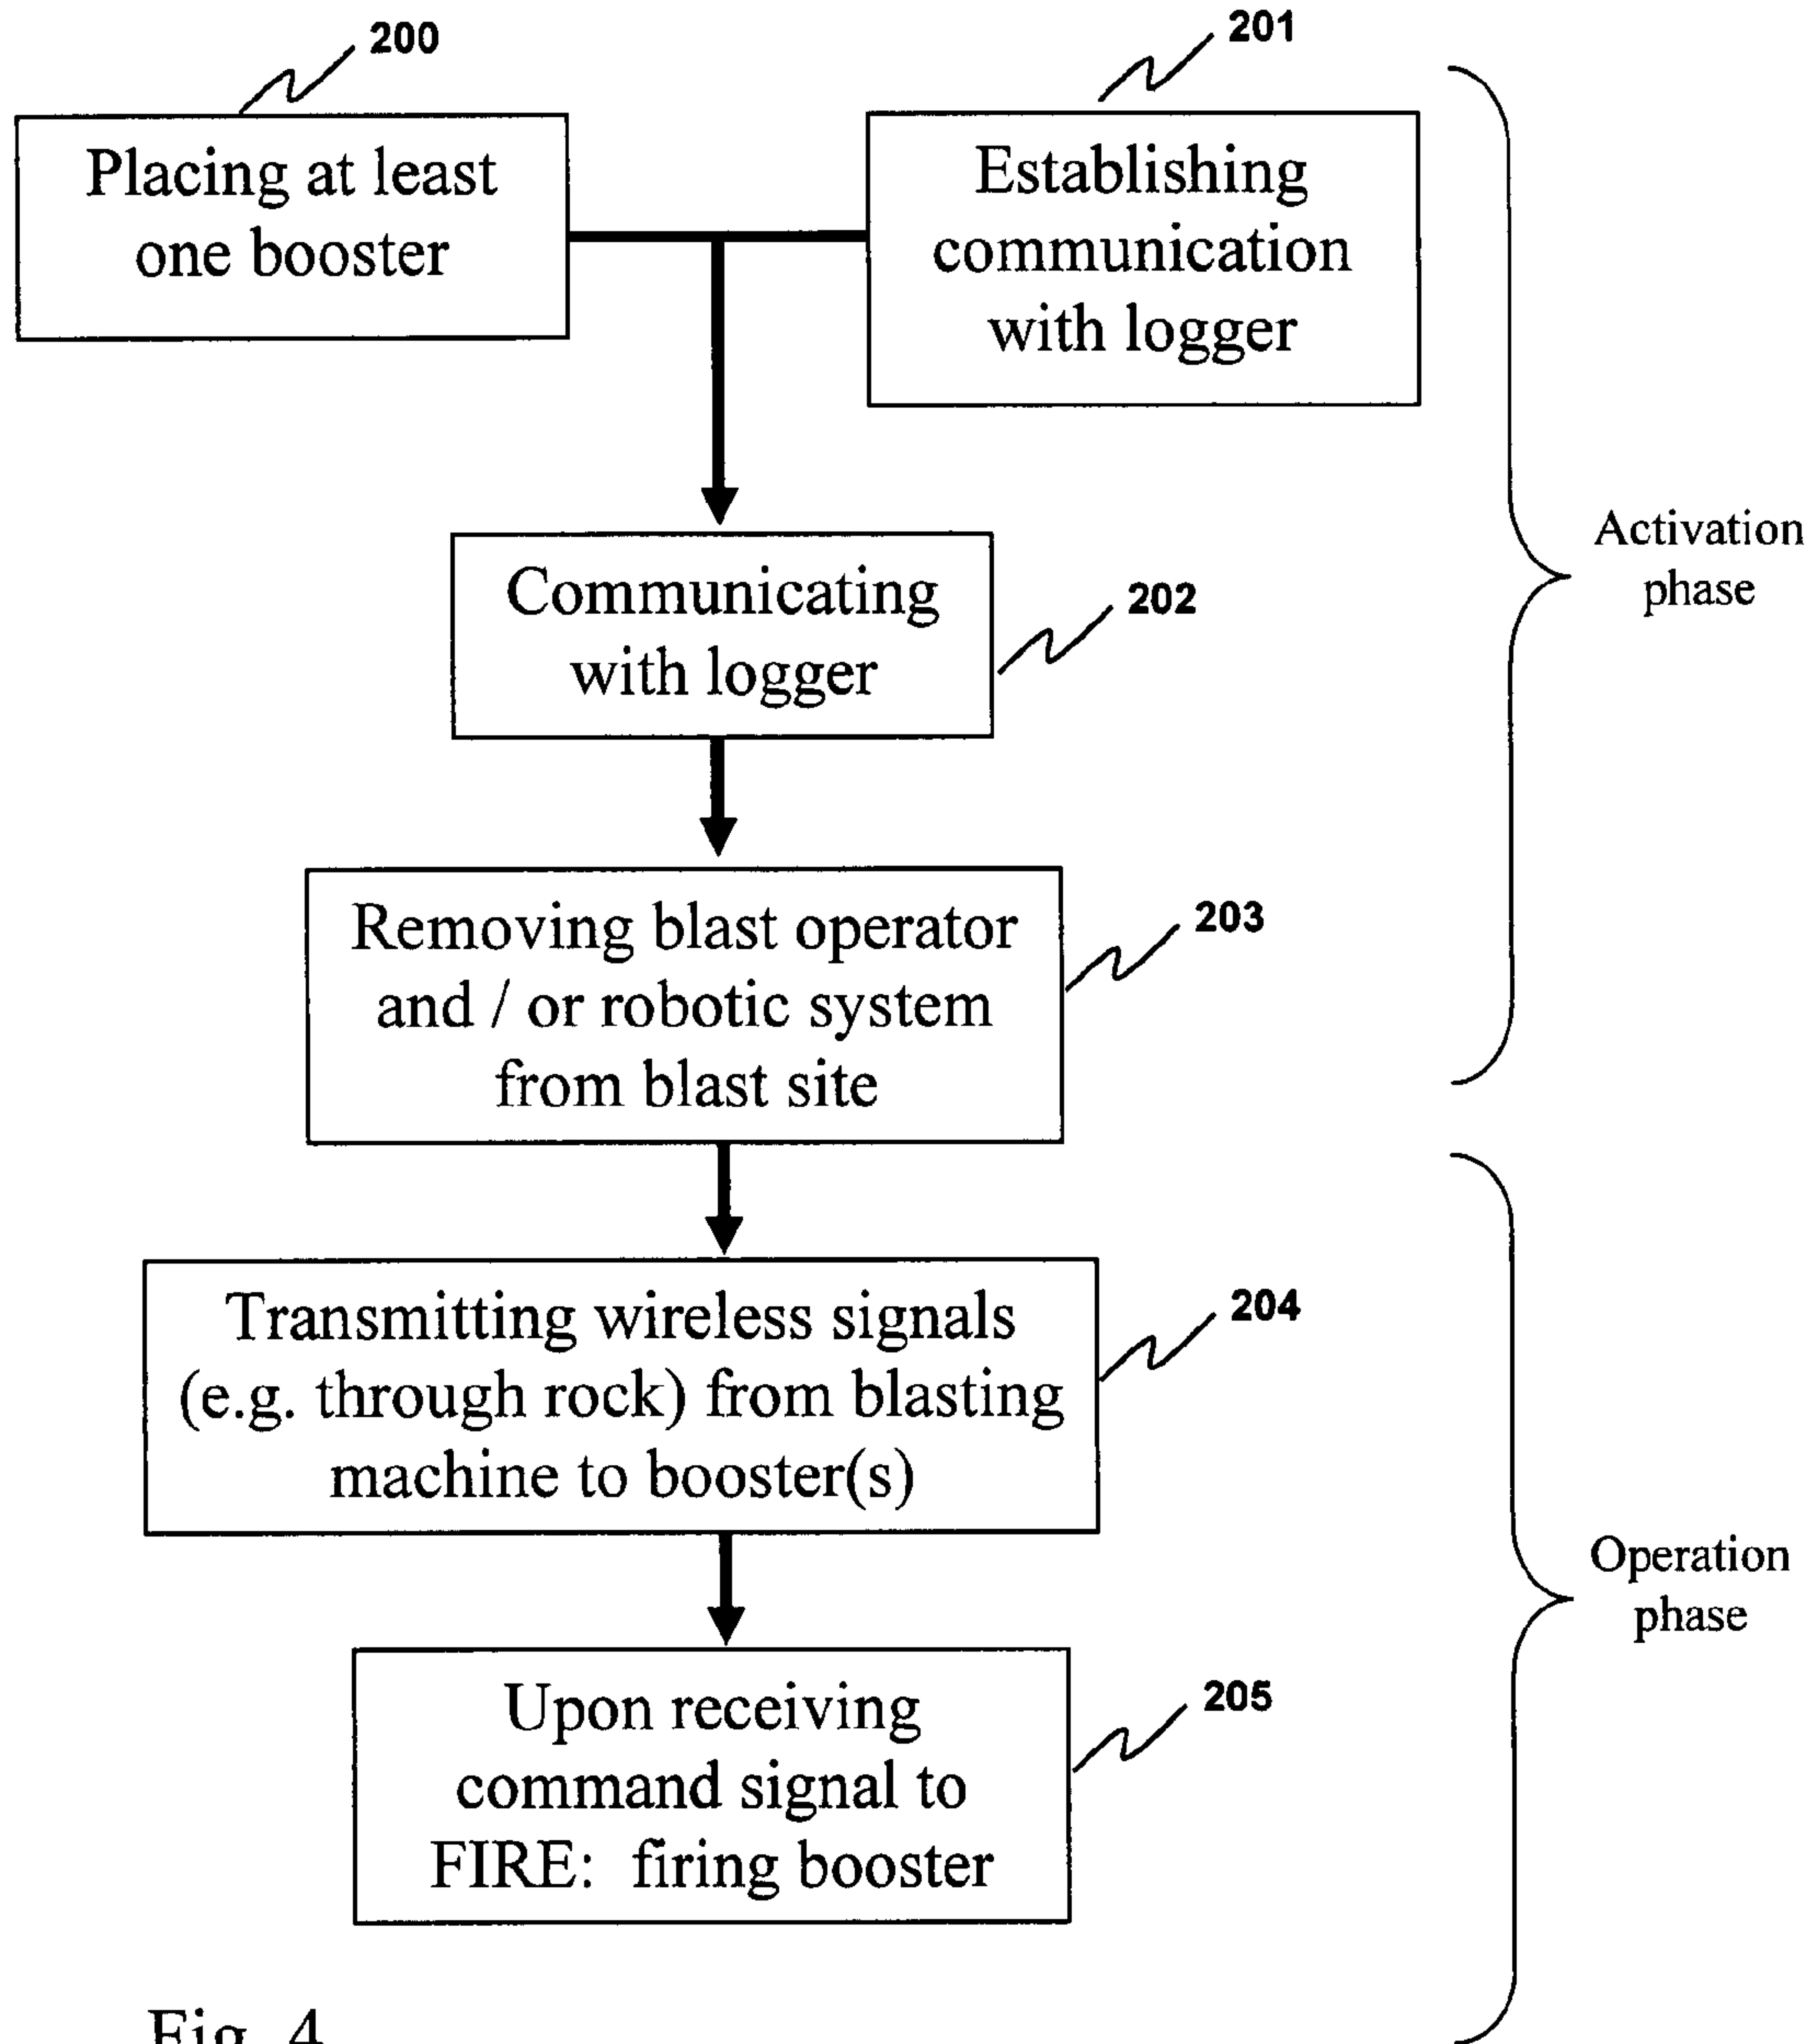 200
Placing at least
one booster
201
Establishing
communication
with logger
Communicating
with logger
202
Activation
phase
Removing blast operator
and / or robotic system
from blast site
203
Transmitting wireless signals
(e.g. through rock) from blasting
machine to booster(s)
204
Upon receiving
command signal to
FIRE:  firing booster
205
Operation
phase
Fig. 4